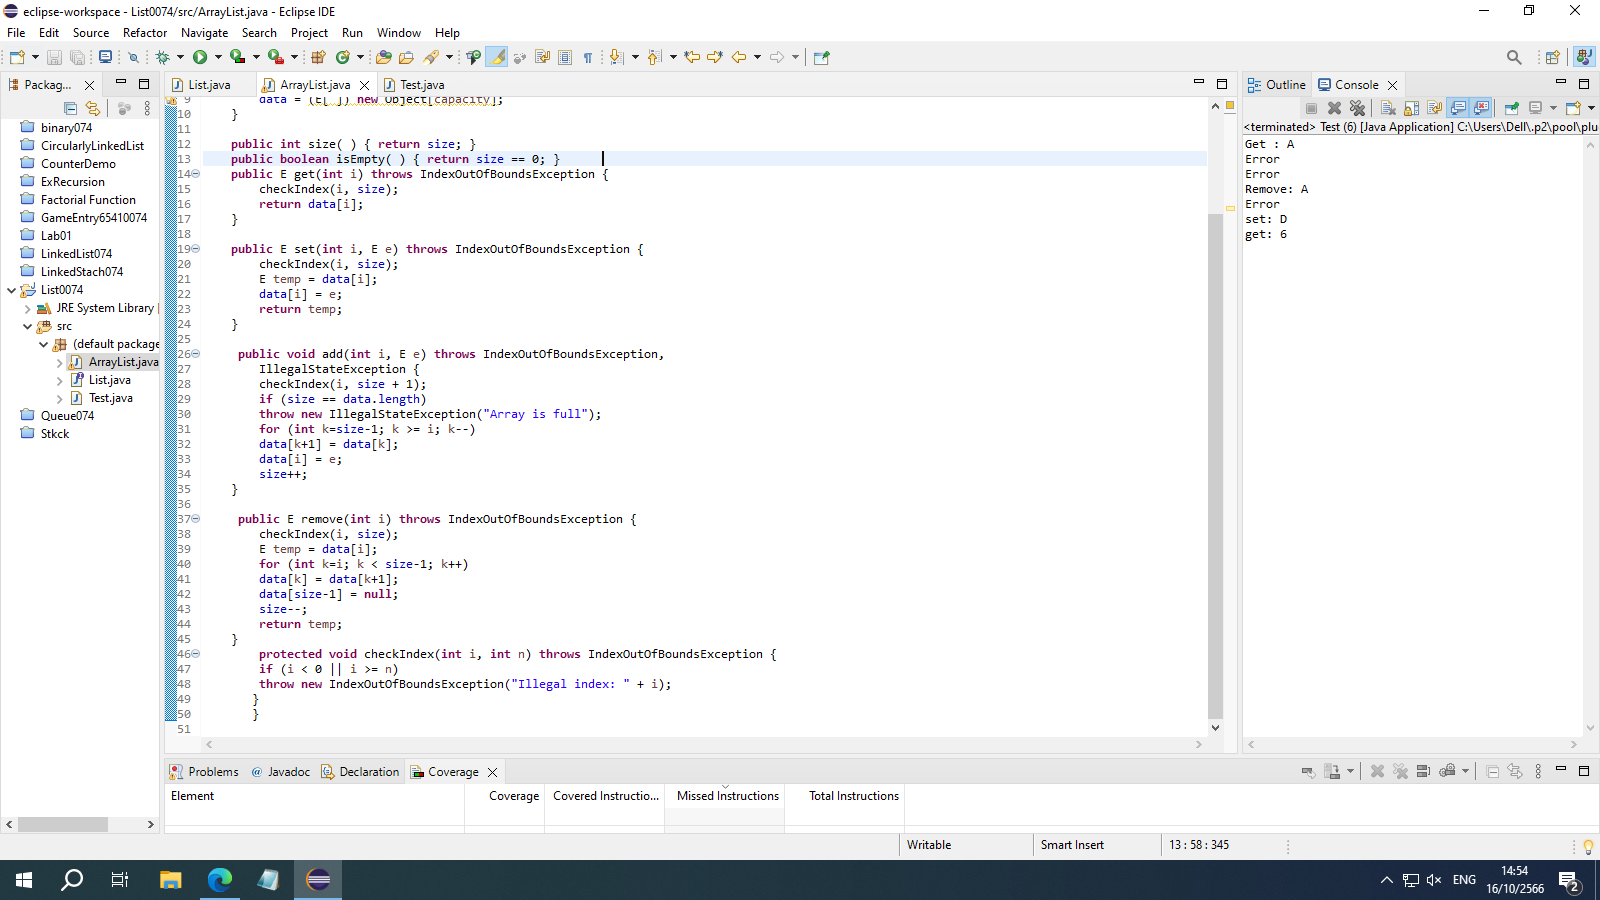 eclipse-workspace - List0074/src/ArrayList.java - Eclipse IDE
File Edit Source Refactor Navigate Search Project Run Window Help
Packag...
binary074
CircularlyLinkedList
CounterDemo
ExRecursion
Factorial Function
GameEntry65410074
Lab01
LinkedList074
LinkedStach074
List0074
JRE System Library
src
(default package
ArrayList.java
List.java
Test.java
Queue074
Stkck
List.java ArrayList.java Test.java
9 data = (E[ ]) new Object[capacity];
10 }
11
12 public int size( ) { return size; }
13 public boolean isEmpty( ) { return size == 0; }
14 public E get(int i) throws IndexOutOfBoundsException {
15 checkIndex(i, size);
16 return data[i];
17 }
18
19 public E set(int i, E e) throws IndexOutOfBoundsException {
20 checkIndex(i, size);
21 E temp = data[i];
22 data[i] = e;
23 return temp;
24 }
25
26 public void add(int i, E e) throws IndexOutOfBoundsException,
27 IllegalStateException {
28 checkIndex(i, size + 1);
29 if (size == data.length)
30 throw new IllegalStateException("Array is full");
31 for (int k=size-1; k >= i; k--)
32 data[k+1] = data[k];
33 data[i] = e;
34 size++;
35 }
36
37 public E remove(int i) throws IndexOutOfBoundsException {
38 checkIndex(i, size);
39 E temp = data[i];
40 for (int k=i; k < size-1; k++)
41 data[k] = data[k+1];
42 data[size-1] = null;
43 size--;
44 return temp;
45 }
46 protected void checkIndex(int i, int n) throws IndexOutOfBoundsException {
47 if (i < 0 || i >= n)
48 throw new IndexOutOfBoundsException("Illegal index: " + i);
49 }
50 }
51
Outline Console
<terminated> Test (6) [Java Application] C:\Users\Dell\.p2\pool\plu
Get : A
Error
Error
Remove: A
Error
set: D
get: 6
Problems Javadoc Declaration Coverage
Element Coverage Covered Instructio... Missed Instructions Total Instructions
Writable Smart Insert 13 : 58 : 345
ENG
14:54
16/10/2566
2